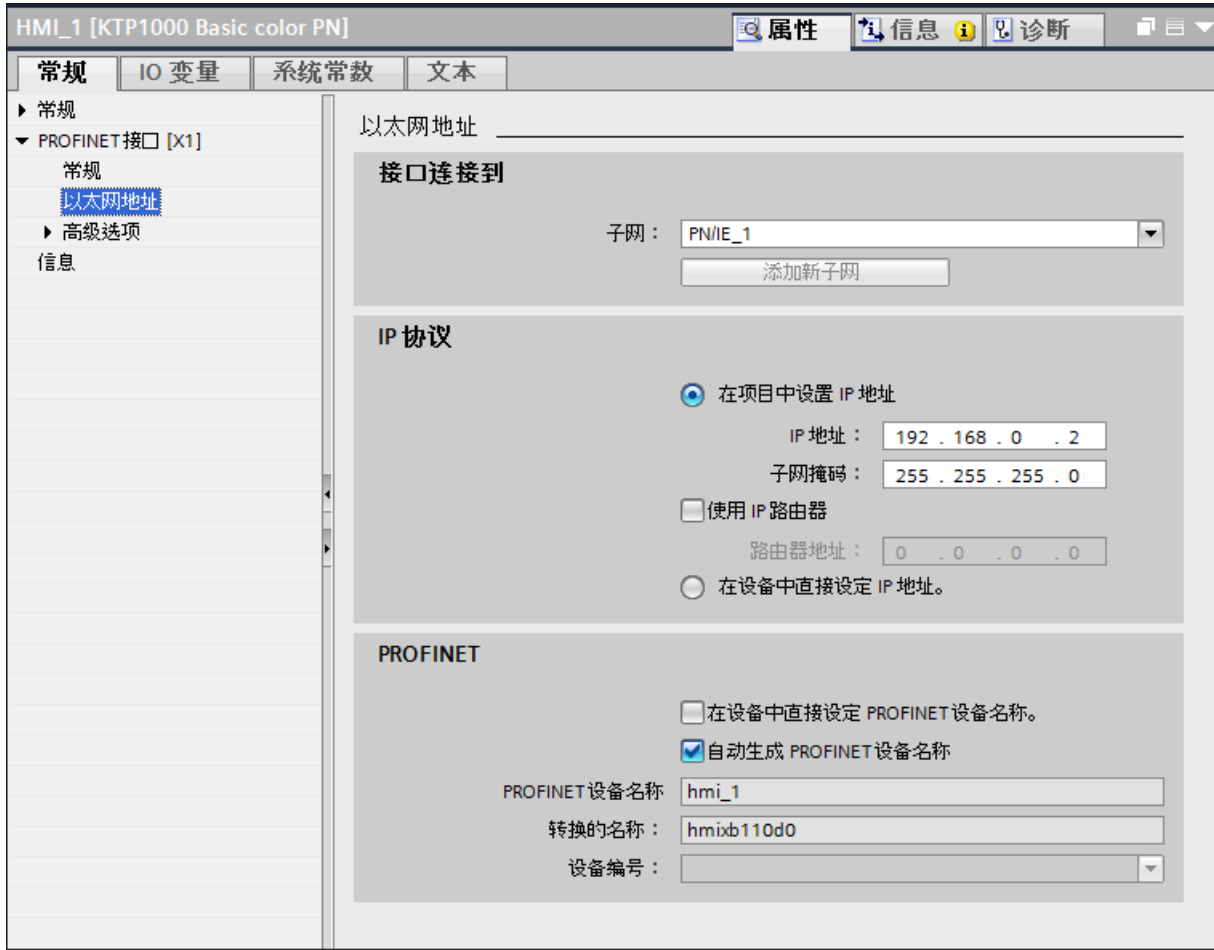 HMI_1 [KTP1000 Basic color PN]
属性 信息 诊断
常规 IO 变量 系统常数 文本
常规
PROFINET接口 [X1]
常规
以太网地址
高级选项
信息
以太网地址
接口连接到
子网： PN/IE_1
添加新子网
IP 协议
在项目中设置 IP 地址
IP 地址： 192 . 168 . 0 . 2
子网掩码： 255 . 255 . 255 . 0
使用 IP 路由器
路由器地址： 0 . 0 . 0 . 0
在设备中直接设定 IP 地址。
PROFINET
在设备中直接设定 PROFINET 设备名称。
自动生成 PROFINET 设备名称
PROFINET 设备名称 hmi_1
转换的名称： hmixb110d0
设备编号：